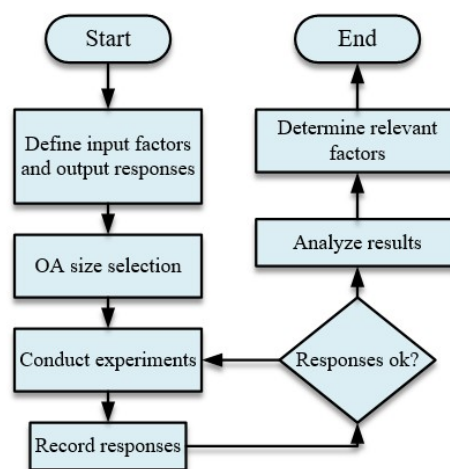 Start
Define input factors
and output responses
OA size selection
Conduct experiments
Record responses
Responses ok?
Analyze results
Determine relevant
factors
End